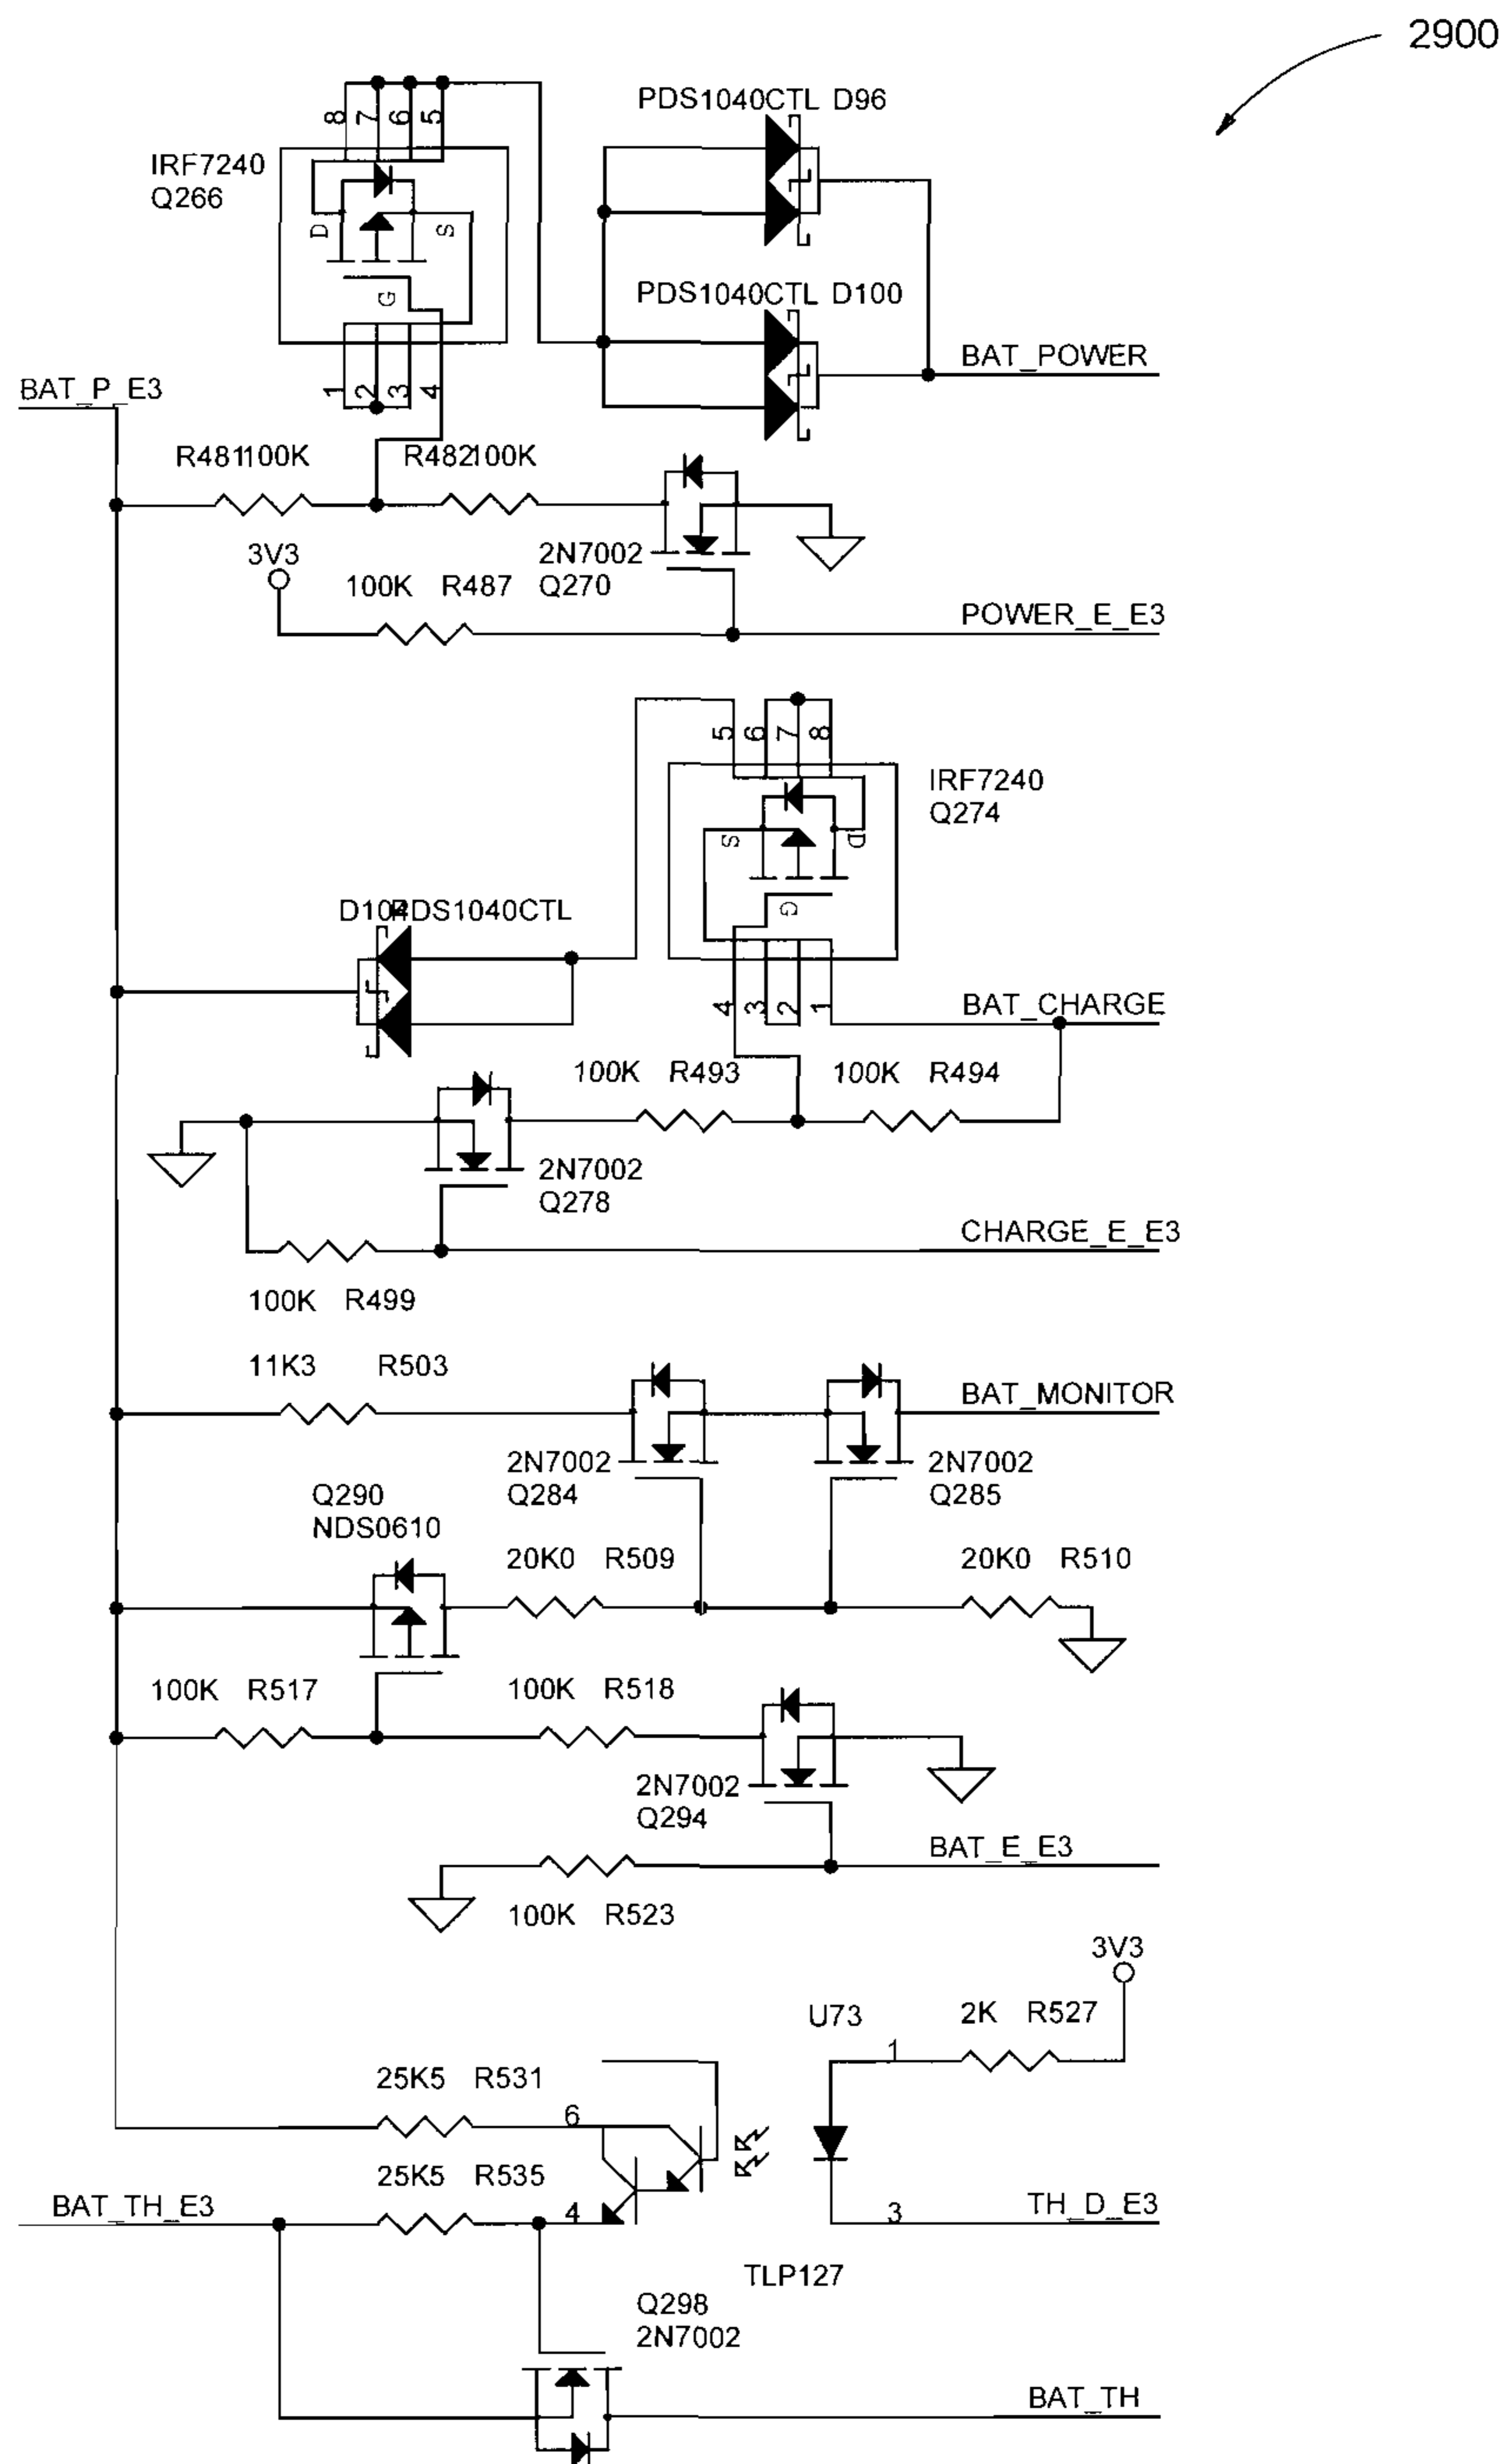 2900
PDS1040CTL D96
8 7 6 5
IRF7240
Q266
D
S
G
PDS1040CTL D100
BAT_POWER
BAT_P_E3
1 2 3 4
R481 100K
R482 100K
3V3
2N7002
Q270
100K R487
POWER_E_E3
5 6 7 8
IRF7240
Q274
S
D
G
PDS1040CTL
4 3 2 1
BAT_CHARGE
100K R493
100K R494
2N7002
Q278
CHARGE_E_E3
100K R499
11K3 R503
BAT_MONITOR
2N7002
Q284
2N7002
Q285
Q290
NDS0610
20K0 R509
20K0 R510
100K R517
100K R518
2N7002
Q294
BAT_E_E3
100K R523
3V3
U73
2K R527
1
25K5 R531
6
25K5 R535
BAT_TH_E3
4
3
TH_D_E3
TLP127
Q298
2N7002
BAT_TH